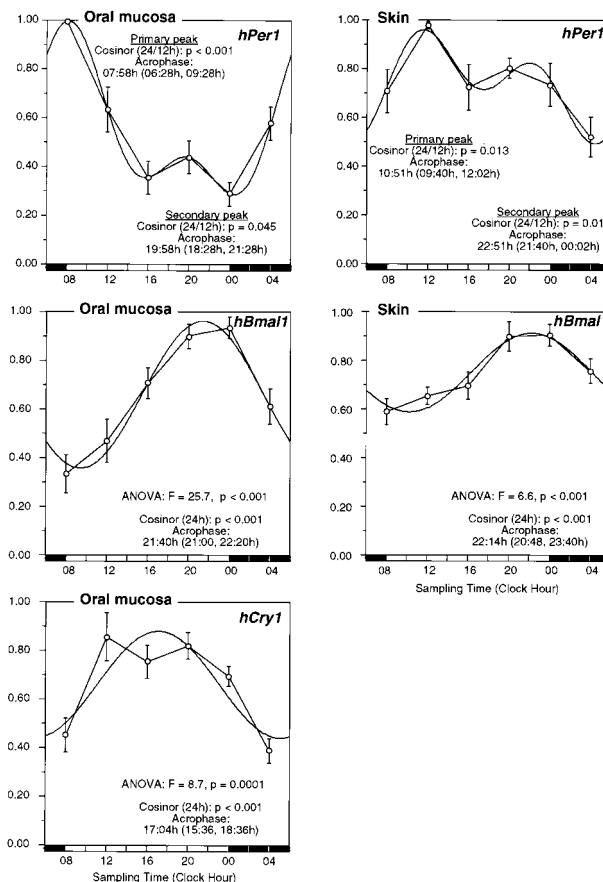 Oral mucosa
hPer1
Primary peak
Cosinor (24/12h): p < 0.001
Acrophase:
07:58h (06:28h, 09:28h)
Secondary peak
Cosinor (24/12h): p = 0.045
Acrophase:
19:58h (18:28h, 21:28h)
1.00
0.80
0.60
0.40
0.20
0.00
08 12 16 20 00 04
Skin
hPer1
Primary peak
Cosinor (24/12h): p = 0.013
Acrophase:
10:51h (09:40h, 12:02h)
Secondary peak
Cosinor (24/12h): p = 0.01
Acrophase:
22:51h (21:40h, 00:02h)
1.00
0.80
0.60
0.40
0.20
0.00
08 12 16 20 00 04
Oral mucosa
hBmal1
ANOVA: F = 25.7, p < 0.001
Cosinor (24h): p < 0.001
Acrophase:
21:40h (21:00, 22:20h)
1.00
0.80
0.60
0.40
0.20
0.00
08 12 16 20 00 04
Skin
hBmal
ANOVA: F = 6.6, p < 0.001
Cosinor (24h): p < 0.001
Acrophase:
22:14h (20:48, 23:40h)
1.00
0.80
0.60
0.40
0.20
0.00
08 12 16 20 00 04
Sampling Time (Clock Hour)
Oral mucosa
hCry1
ANOVA: F = 8.7, p = 0.0001
Cosinor (24h): p < 0.001
Acrophase:
17:04h (15:36, 18:36h)
1.00
0.80
0.60
0.40
0.20
0.00
08 12 16 20 00 04
Sampling Time (Clock Hour)